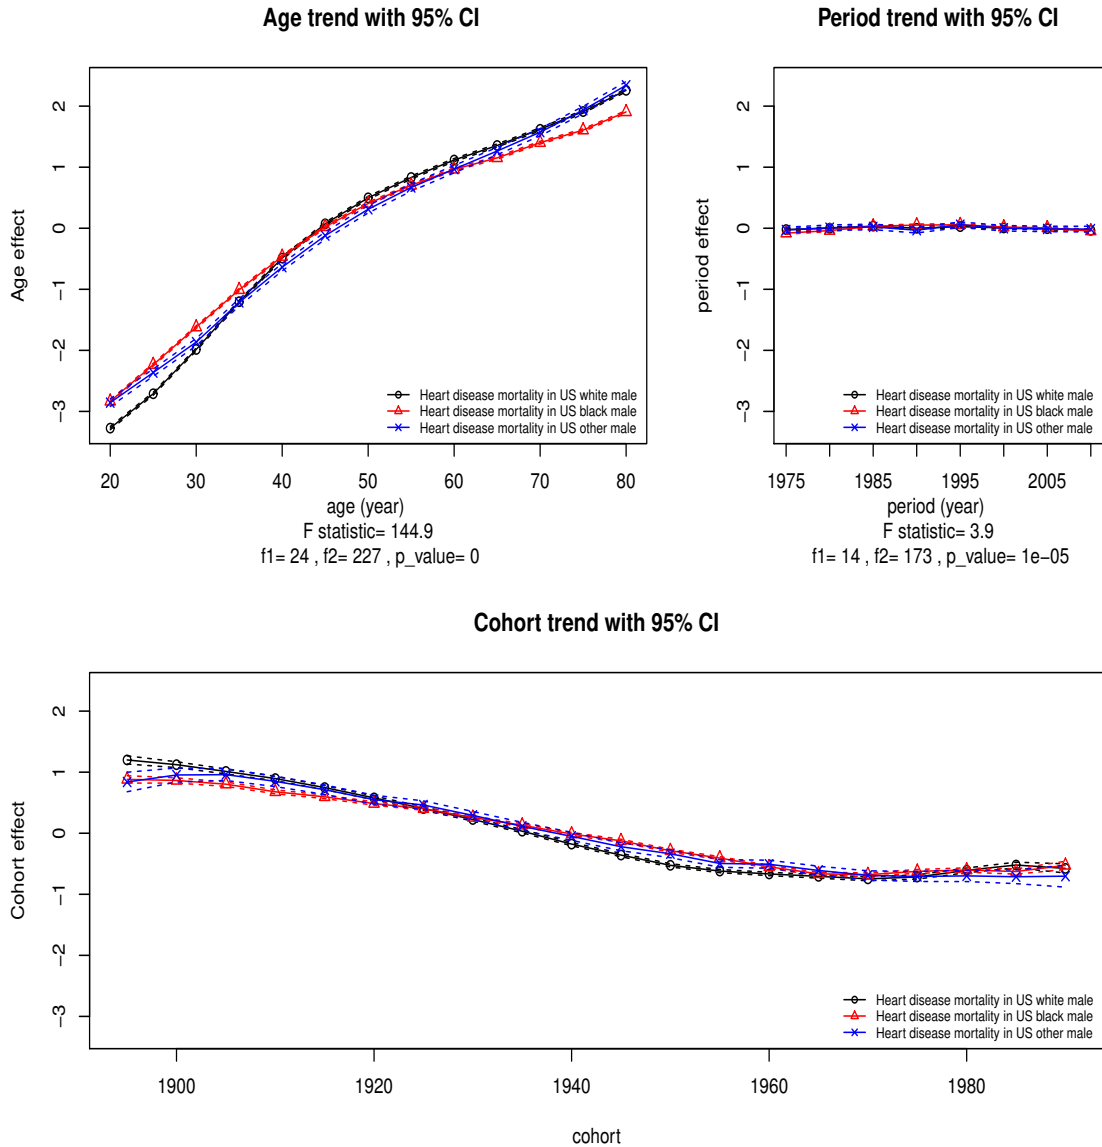 Age trend with 95% CI
2
1
0
−1
−2
−3
Age effect
Heart disease mortality in US white male
Heart disease mortality in US black male
Heart disease mortality in US other male
20 30 40 50 60 70 80
age (year)
F statistic= 144.9
f1= 24 , f2= 227 , p_value= 0
Period trend with 95% CI
2
1
0
−1
−2
−3
period effect
Heart disease mortality in US white male
Heart disease mortality in US black male
Heart disease mortality in US other male
1975 1985 1995 2005
period (year)
F statistic= 3.9
f1= 14 , f2= 173 , p_value= 1e−05
Cohort trend with 95% CI
2
1
0
−1
−2
−3
Cohort effect
Heart disease mortality in US white male
Heart disease mortality in US black male
Heart disease mortality in US other male
1900 1920 1940 1960 1980
cohort